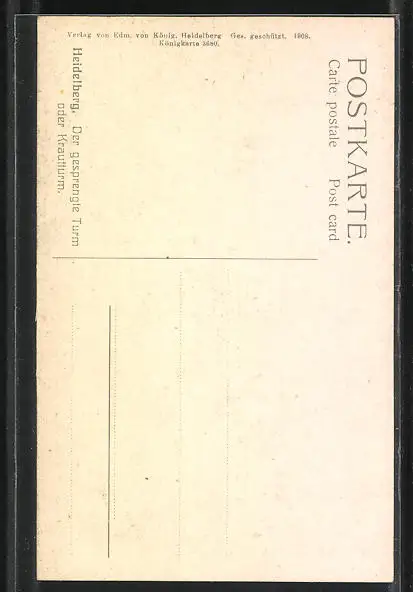 POSTKARTE.
Carte postale Post card
Verlag von Edm. von König, Heidelberg Ges. geschützt. 1908.
Königkarte 3680.
Heidelberg. Der gesprengte Turm
oder Krautturm.